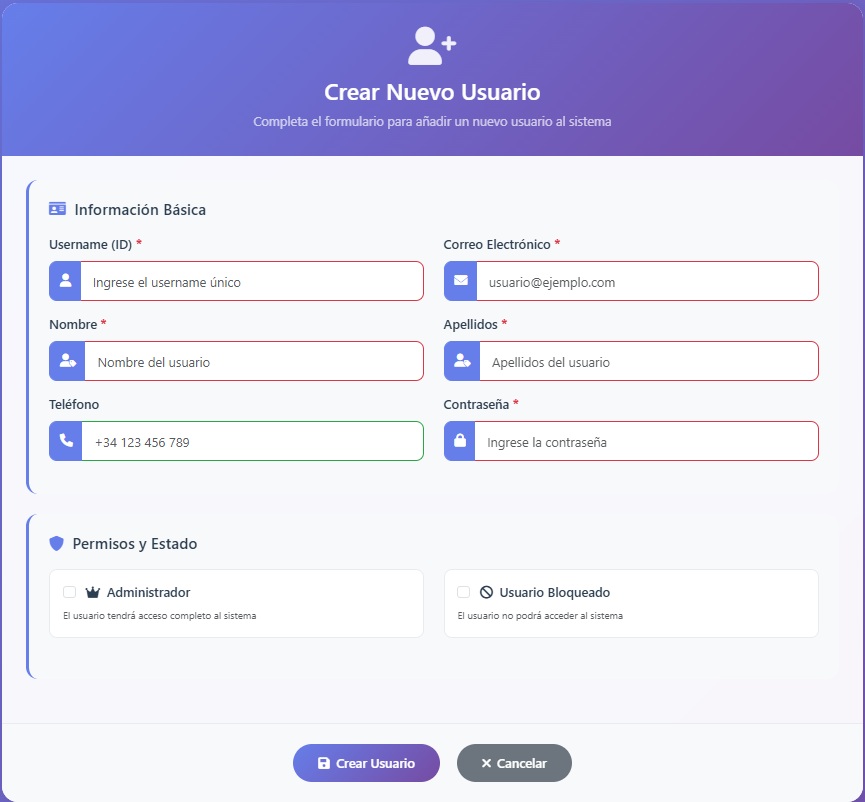 Crear Nuevo Usuario
Completa el formulario para añadir un nuevo usuario al sistema
Información Básica
Username (ID) *
Ingrese el username único
Correo Electrónico *
usuario@ejemplo.com
Nombre *
Nombre del usuario
Apellidos *
Apellidos del usuario
Teléfono
+34 123 456 789
Contraseña *
Ingrese la contraseña
Permisos y Estado
Administrador
El usuario tendrá acceso completo al sistema
Usuario Bloqueado
El usuario no podrá acceder al sistema
Crear Usuario
Cancelar